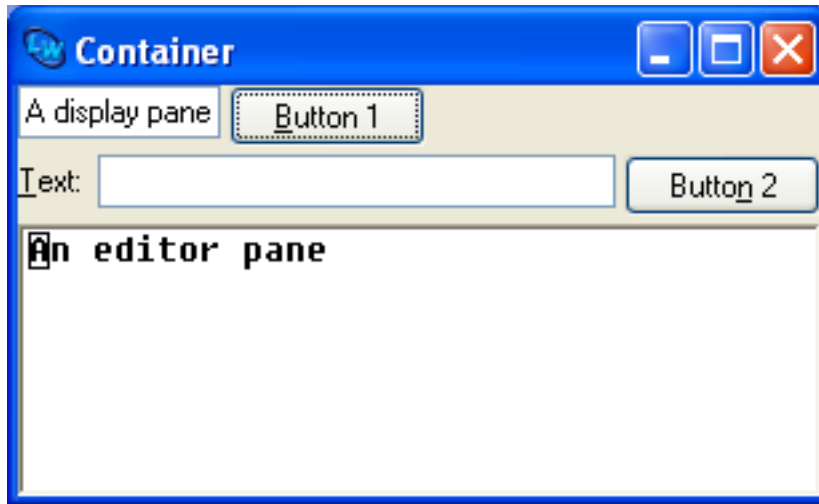 Container
A display pane Button 1
Text: Button 2
An editor pane